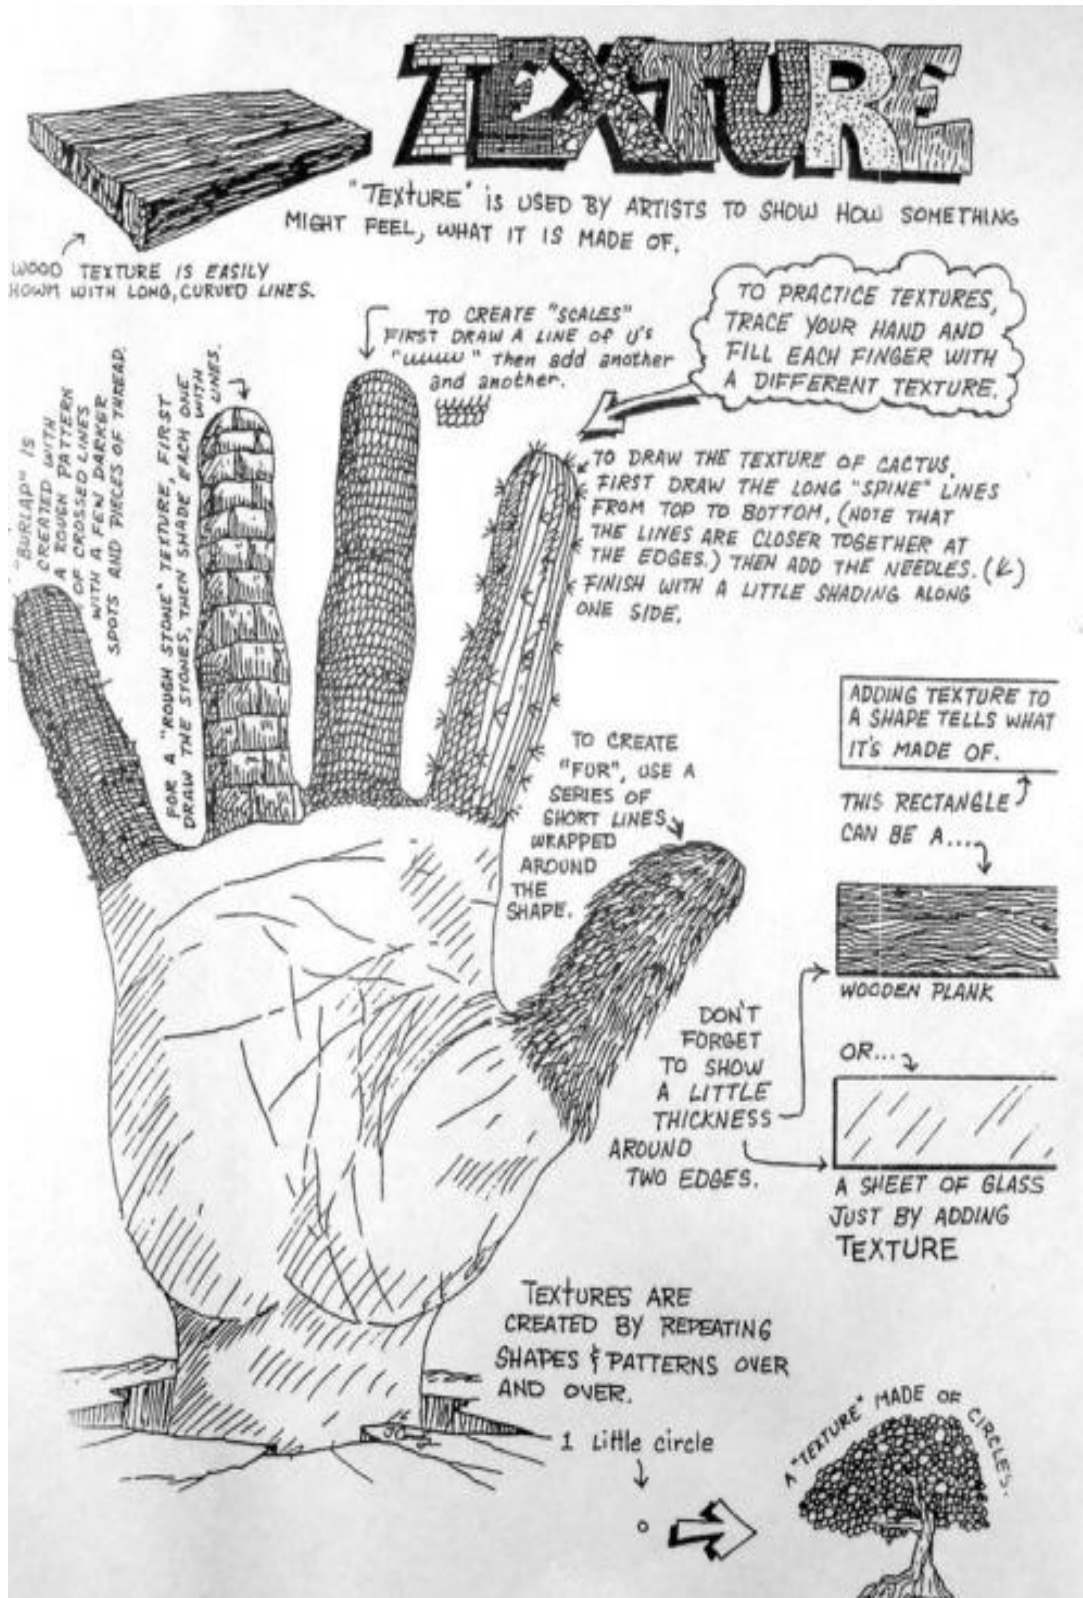 TEXTURE
"TEXTURE" IS USED BY ARTISTS TO SHOW HOW SOMETHING
MIGHT FEEL, WHAT IT IS MADE OF.
WOOD TEXTURE IS EASILY
HOWN WITH LONG, CURVED LINES.
TO PRACTICE TEXTURES,
TRACE YOUR HAND AND
FILL EACH FINGER WITH
A DIFFERENT TEXTURE.
TO CREATE "SCALES"
FIRST DRAW A LINE OF U's
"uuuuu" Then add another
and another.
"BURLAP" IS
CREATED WITH
A ROUGH PATTERN
OF CROSSED LINES
WITH A FEW DARKER
SPOTS AND PIECES OF THREAD.
FOR A "ROUGH STONE" TEXTURE, FIRST
DRAW THE STONES, THEN SHADE EACH ONE
WITH
LINES.
TO DRAW THE TEXTURE OF CACTUS,
FIRST DRAW THE LONG "SPINE" LINES
FROM TOP TO BOTTOM, (NOTE THAT
THE LINES ARE CLOSER TOGETHER AT
THE EDGES.) THEN ADD THE NEEDLES. ( )
FINISH WITH A LITTLE SHADING ALONG
ONE SIDE.
TO CREATE
"FUR", USE A
SERIES OF
SHORT LINES
WRAPPED
AROUND
THE
SHAPE.
ADDING TEXTURE TO
A SHAPE TELLS WHAT
IT'S MADE OF.
THIS RECTANGLE
CAN BE A....
WOODEN PLANK
OR...
DON'T
FORGET
TO SHOW
A LITTLE
THICKNESS
AROUND
TWO EDGES.
A SHEET OF GLASS
JUST BY ADDING
TEXTURE
TEXTURES ARE
CREATED BY REPEATING
SHAPES & PATTERNS OVER
AND OVER.
1 Little circle
A "TEXTURE" MADE OF CIRCLES.